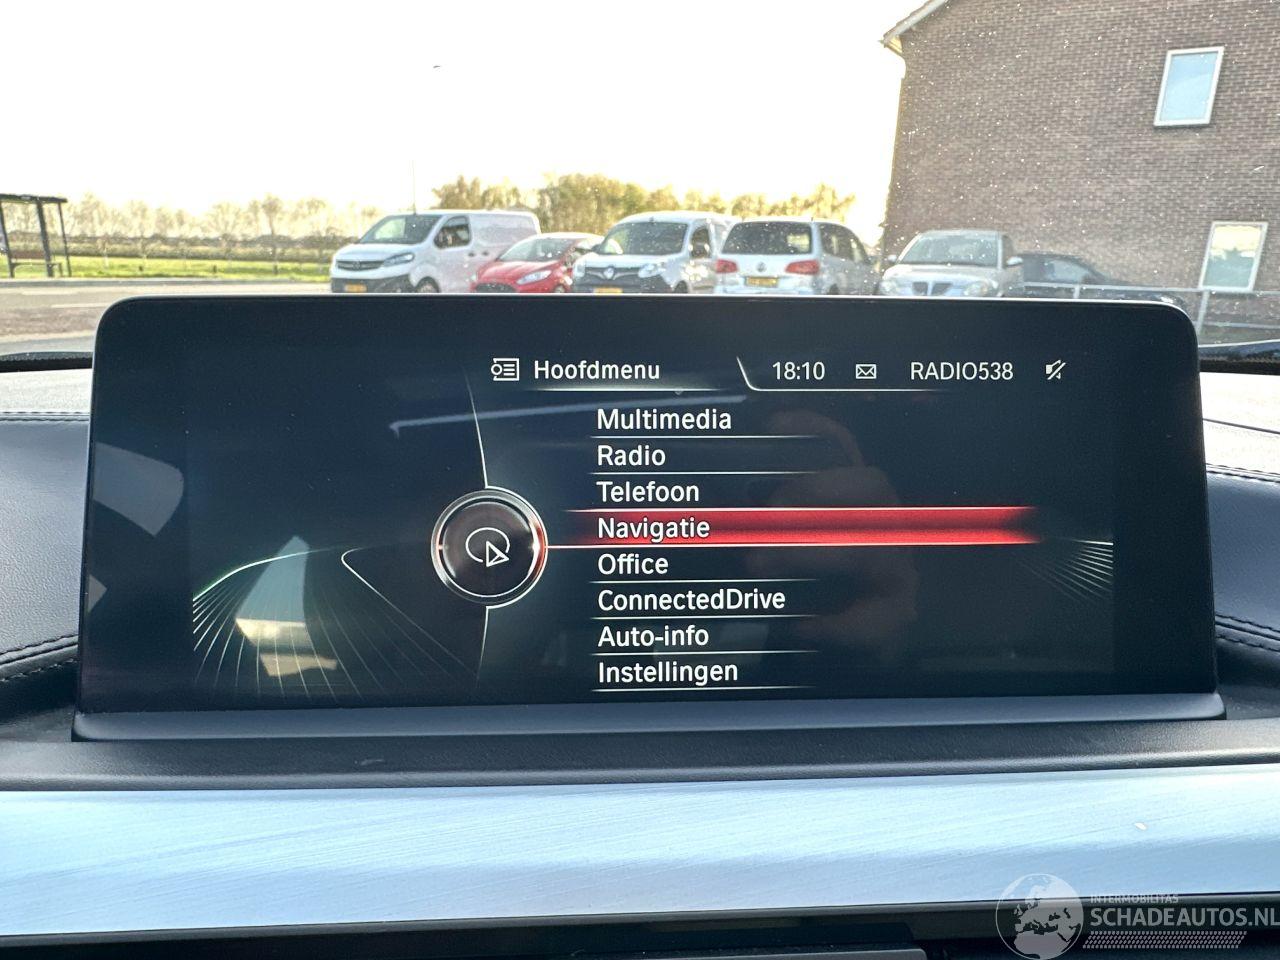 Hoofdmenu 18:10 RADIO538
Multimedia
Radio
Telefoon
Navigatie
Office
ConnectedDrive
Auto-info
Instellingen
INTERMOBILITAS
SCHADEAUTOS.NL